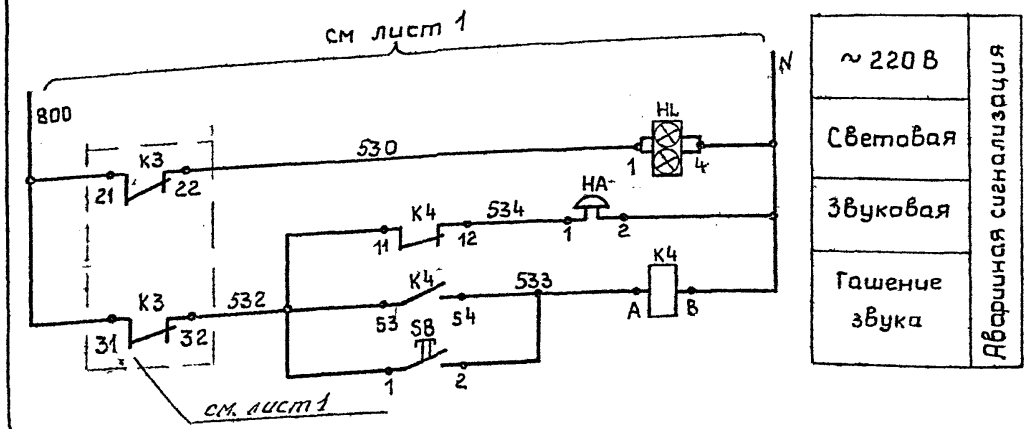 см лист 1
800
N
~ 220 В
Аварийная сигнализация
HL
530
К3
21
22
1
4
Световая
HA
К4
534
11
12
1
2
Звуковая
К3
532
31
32
К4
533
53
54
К4
A
B
Гашение
звука
SB
1
2
см. лист 1